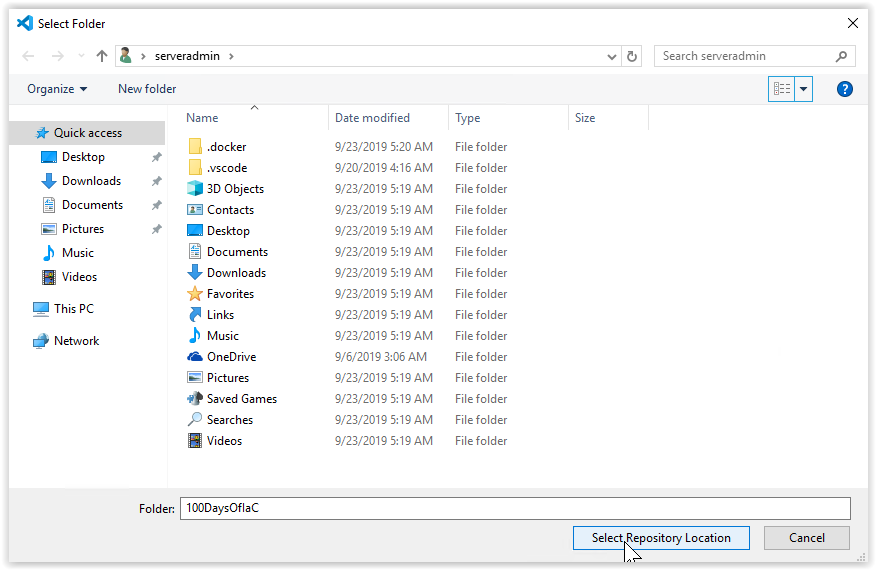 Select Folder
serveradmin
Search serveradmin
Organize
New folder
?
Name
Date modified
Type
Size
Quick access
Desktop
Downloads
Documents
Pictures
Music
Videos
This PC
Network
.docker 9/23/2019 5:20 AM File folder
.vscode 9/20/2019 4:16 AM File folder
3D Objects 9/23/2019 5:19 AM File folder
Contacts 9/23/2019 5:19 AM File folder
Desktop 9/23/2019 5:19 AM File folder
Documents 9/23/2019 5:19 AM File folder
Downloads 9/23/2019 5:19 AM File folder
Favorites 9/23/2019 5:19 AM File folder
Links 9/23/2019 5:19 AM File folder
Music 9/23/2019 5:19 AM File folder
OneDrive 9/6/2019 3:06 AM File folder
Pictures 9/23/2019 5:19 AM File folder
Saved Games 9/23/2019 5:19 AM File folder
Searches 9/23/2019 5:19 AM File folder
Videos 9/23/2019 5:19 AM File folder
Folder: 100DaysOfIaC
Select Repository Location
Cancel